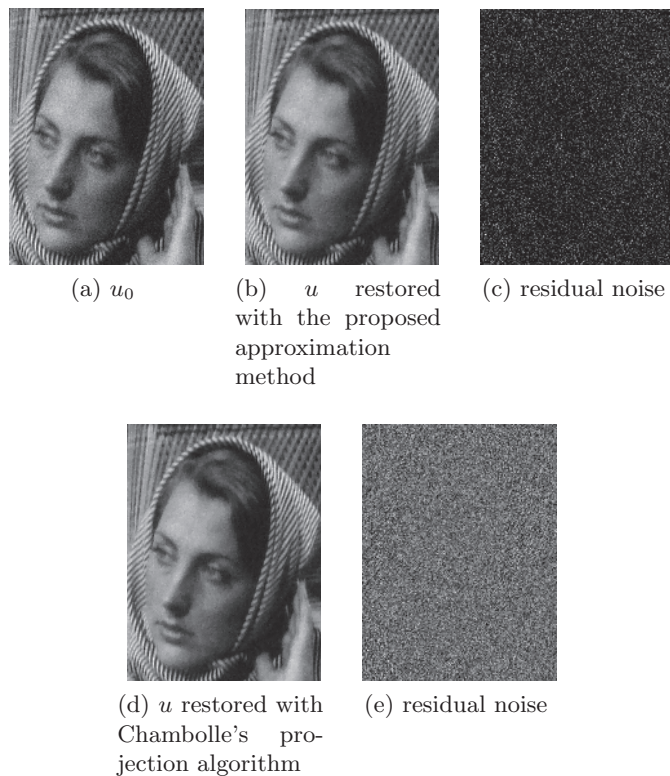 (a) u₀
(b) u restored
with the proposed
approximation
method
(c) residual noise
(d) u restored with
Chambolle's pro-
jection algorithm
(e) residual noise